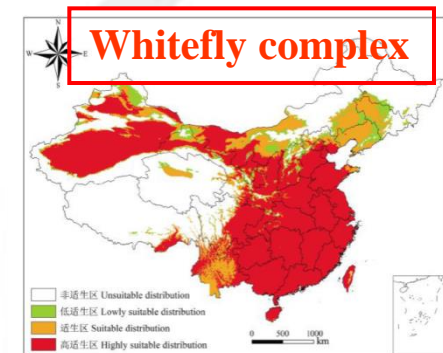 Whitefly complex
N
W
E
S
非适生区 Unsuitable distribution
低适生区 Lowly suitable distribution
适生区 Suitable distribution
高适生区 Highly suitable distribution
0 500 1000
km